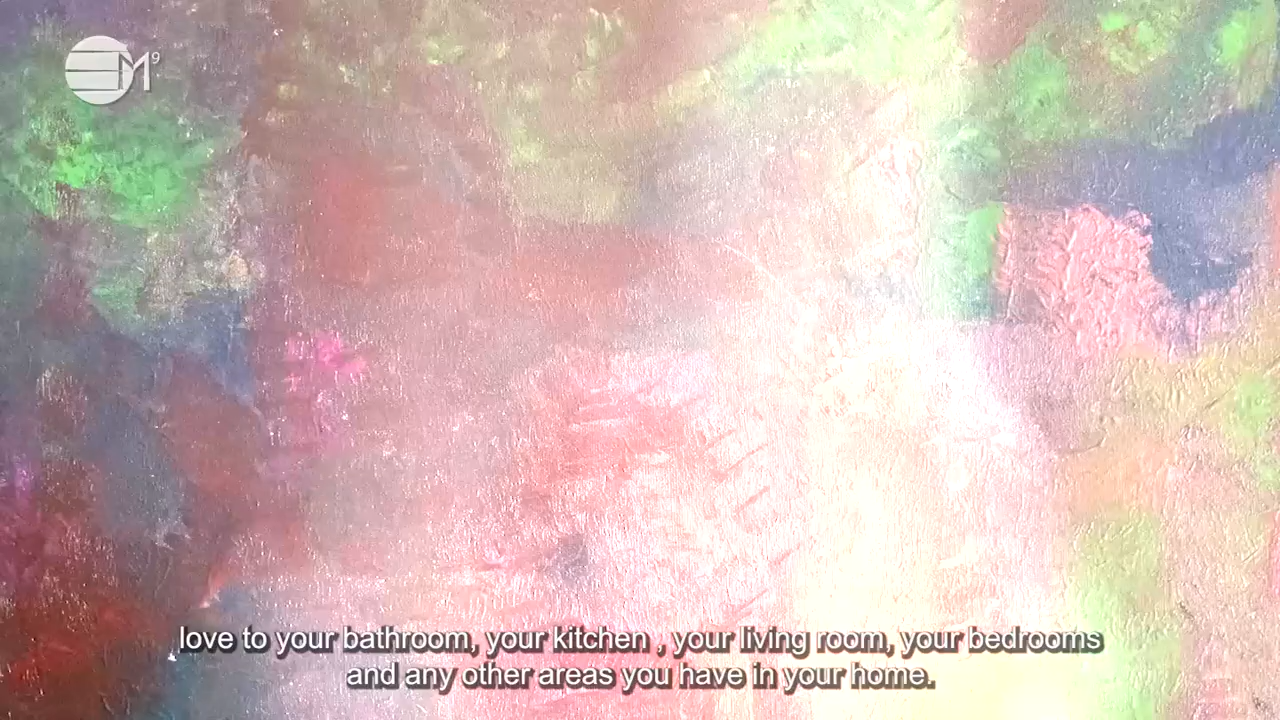 EM9
love to your bathroom, your kitchen , your living room, your bedrooms
and any other areas you have in your home.